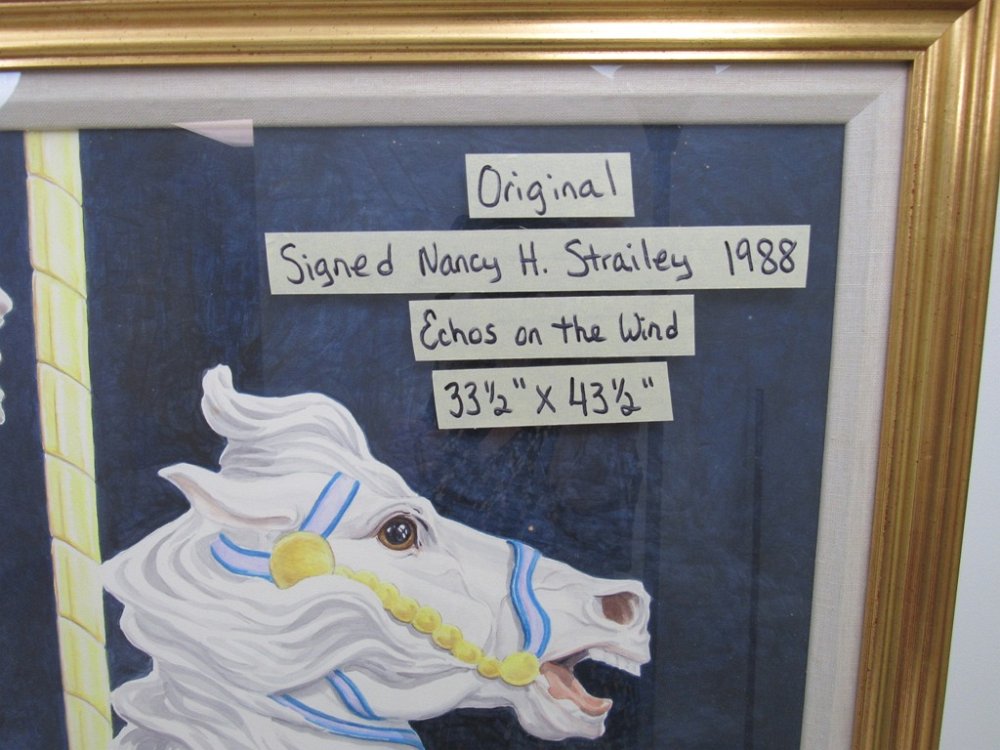 Original
Signed Nancy H. Strailey 1988
Echos on the Wind
33½" x 43½"